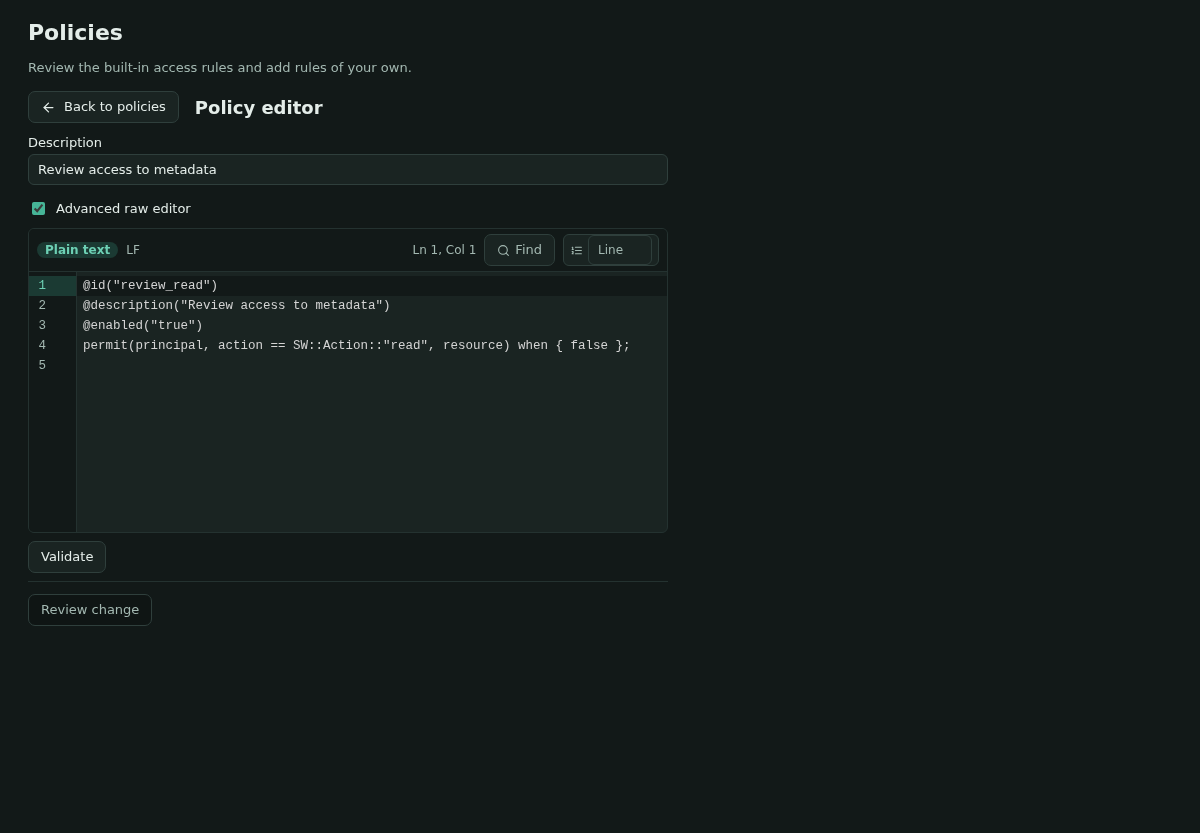 Policies
Review the built-in access rules and add rules of your own.
Back to policies
Policy editor
Description
Review access to metadata
Advanced raw editor
Plain text LF Ln 1, Col 1 Find Line
1 @id("review_read")
2 @description("Review access to metadata")
3 @enabled("true")
4 permit(principal, action == SW::Action::"read", resource) when { false };
5
Validate
Review change